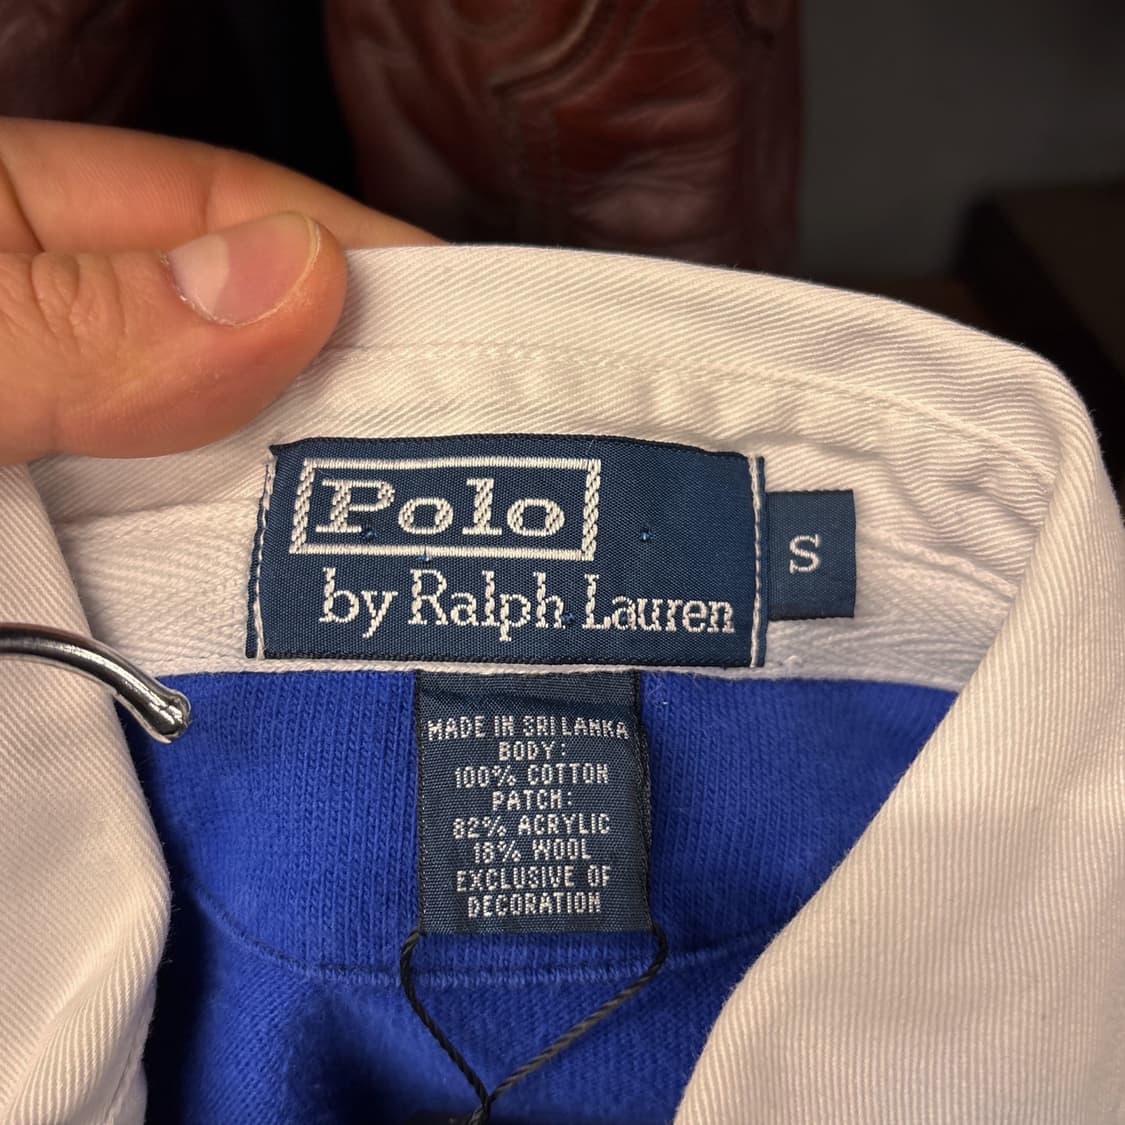 Polo
by Ralph Lauren
S
MADE IN SRI LANKA
BODY:
100% COTTON
PATCH:
82% ACRYLIC
18% WOOL
EXCLUSIVE OF
DECORATION